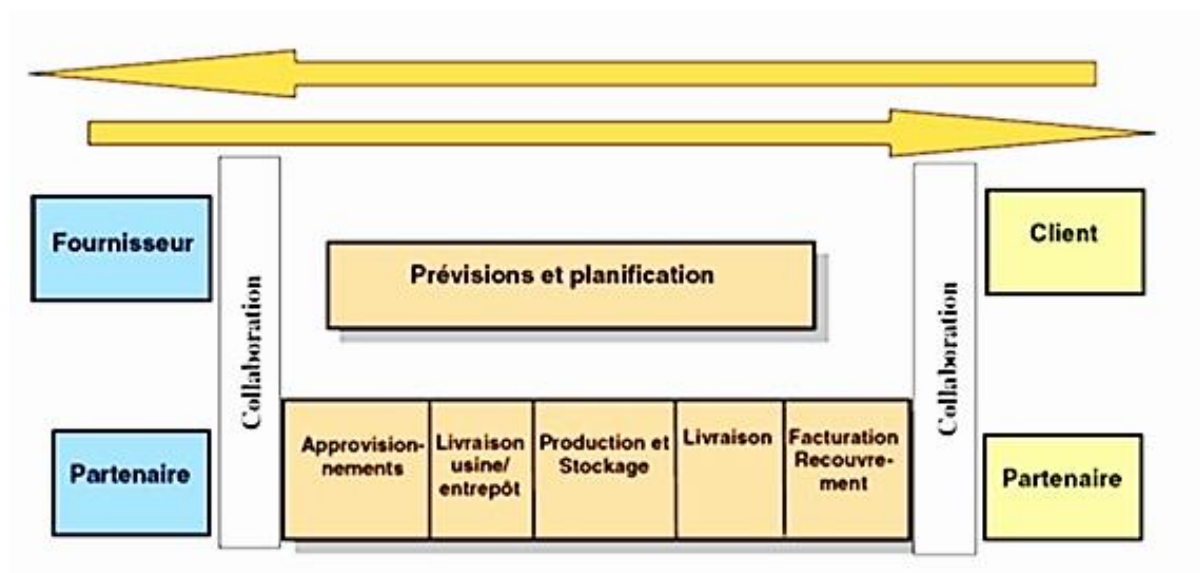 Fournisseur
Client
Prévisions et planification
Collaboration
Collaboration
Partenaire
Approvision-
nements
Livraison
usine/
entrepôt
Production et
Stockage
Livraison
Facturation
Recouvre-
ment
Partenaire